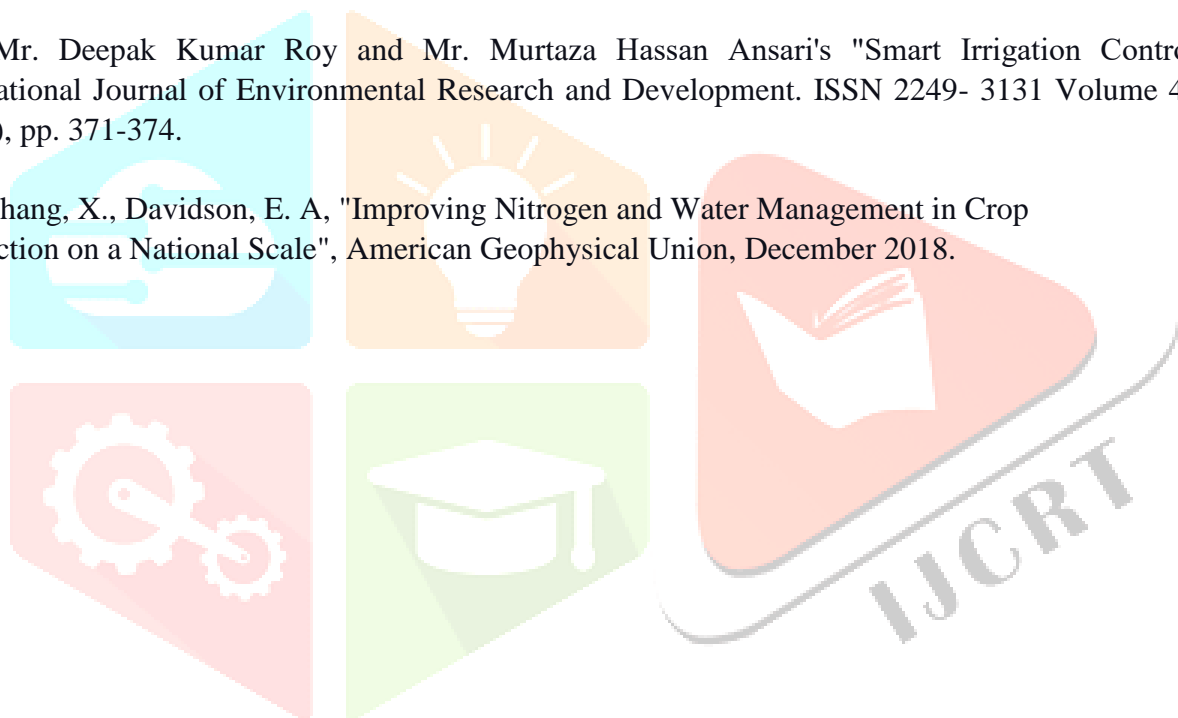 Mr. Deepak Kumar Roy and Mr. Murtaza Hassan Ansari's "Smart Irrigation Contro
ational Journal of Environmental Research and Development. ISSN 2249- 3131 Volume 4
), pp. 371-374.
hang, X., Davidson, E. A, "Improving Nitrogen and Water Management in Crop
ction on a National Scale", American Geophysical Union, December 2018.
IJCRT